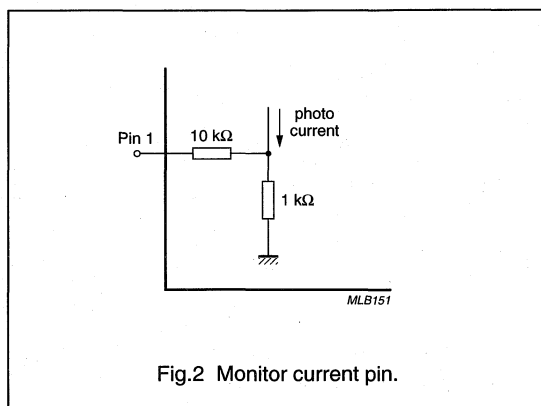 photo
current
Pin 1
10 kΩ
1 kΩ
MLB151
Fig.2 Monitor current pin.